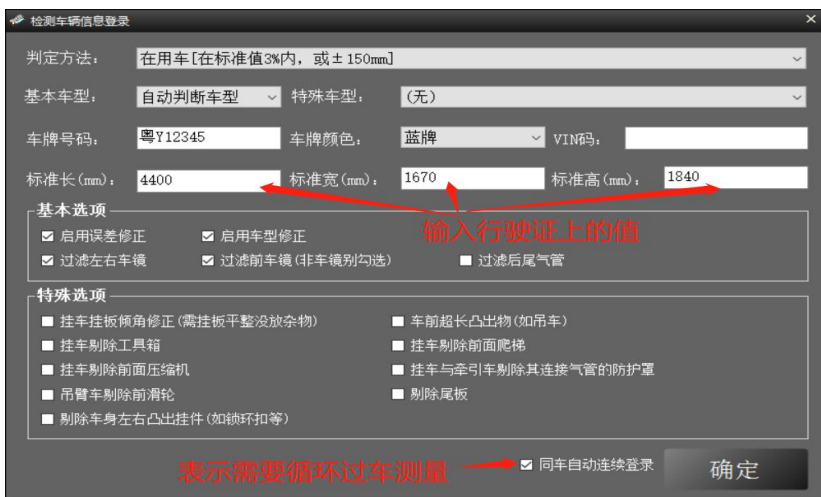 检测车辆信息登录
判定方法： 在用车[在标准值3%内，或±150mm]
基本车型： 自动判断车型 特殊车型： (无)
车牌号码： 粤Y12345 车牌颜色： 蓝牌 VIN码：
标准长(mm)： 4400 标准宽(mm)： 1670 标准高(mm)： 1840
基本选项
输入行驶证上的值
启用误差修正 启用车型修正
过滤左右车镜 过滤前车镜(非车镜别勾选) 过滤后尾气管
特殊选项
挂车挂板倾角修正(需挂板平整没放杂物) 车前超长凸出物(如吊车)
挂车剔除工具箱 挂车剔除前面爬梯
挂车剔除前面压缩机 挂车与牵引车剔除其连接气管的防护罩
吊臂车剔除前滑轮 剔除尾板
剔除车身左右凸出挂件(如锁环扣等)
表示需要循环过车测量 同车自动连续登录 确定